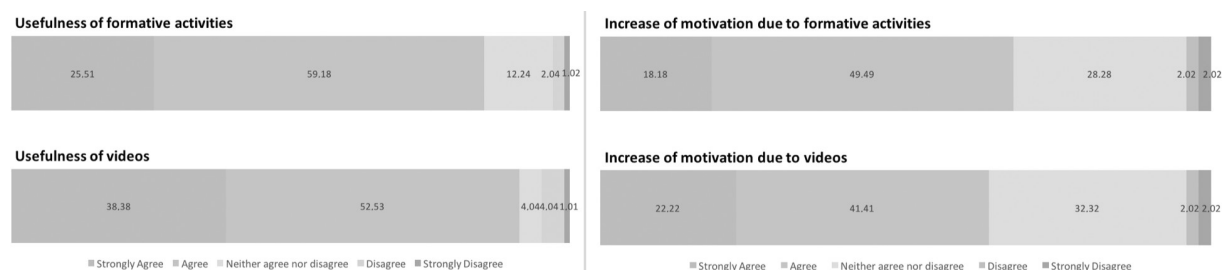 Usefulness of formative activities
25.51 59.18 12.24 2.04 1.02
Usefulness of videos
38.38 52.53 4.04 4.04 1.01
Strongly Agree Agree Neither agree nor disagree Disagree Strongly Disagree
Increase of motivation due to formative activities
18.18 49.49 28.28 2.02 2.02
Increase of motivation due to videos
22.22 41.41 32.32 2.02 2.02
Strongly Agree Agree Neither agree nor disagree Disagree Strongly Disagree